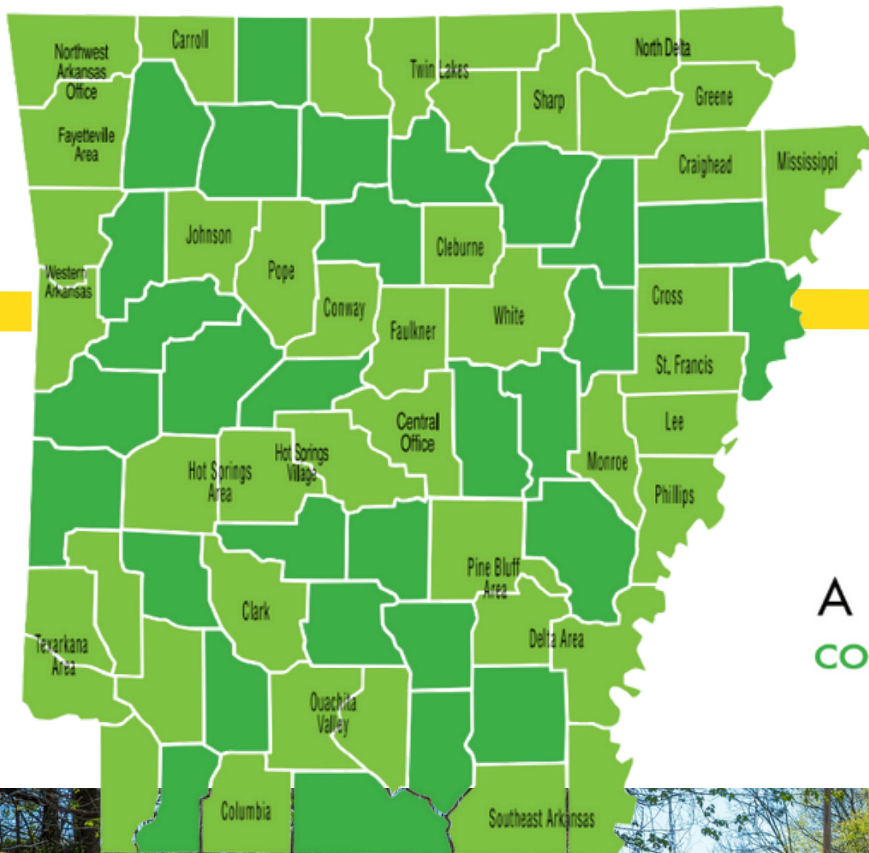 Northwest
Arkansas
Office
Carroll
Twin Lakes
North Delta
Sharp
Greene
Fayetteville
Area
Craighead
Mississippi
Johnson
Pope
Cleburne
Western
Arkansas
Conway
Faulkner
White
Cross
St. Francis
Central
Office
Lee
Hot Springs
Area
Hot Springs
Village
Monroe
Phillips
Pine Bluff
Area
Clark
A
Texarkana
Area
Delta Area
CO
Ouachita
Valley
Columbia
Southeast Arkansas